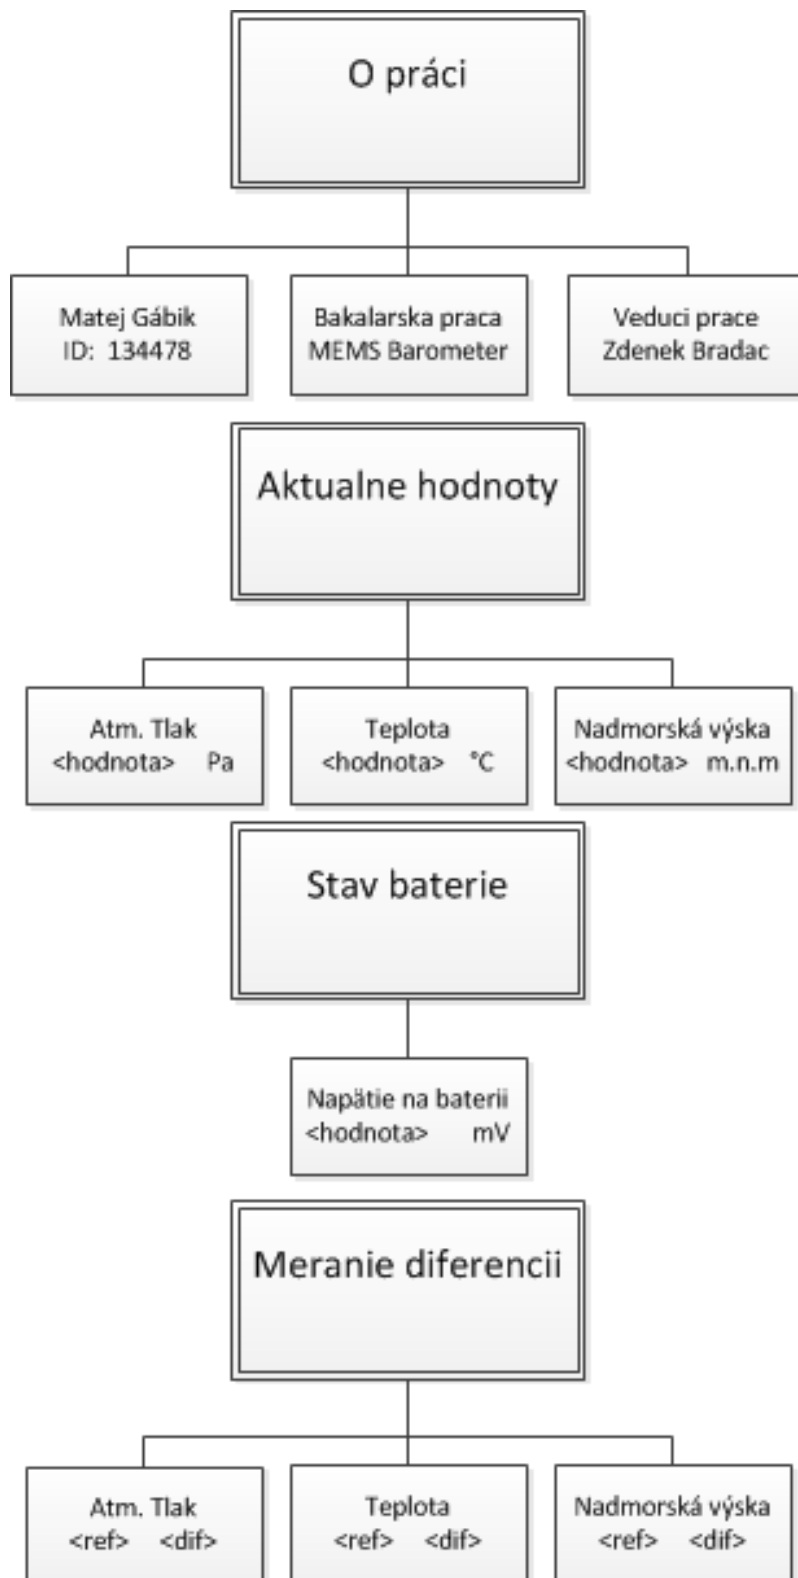 O práci
Matej Gábik
ID: 134478
Bakalarska praca
MEMS Barometer
Veduci prace
Zdenek Bradac
Aktualne hodnoty
Atm. Tlak
<hodnota> Pa
Teplota
<hodnota> °C
Nadmorská výska
<hodnota> m.n.m
Stav baterie
Napätie na baterii
<hodnota> mV
Meranie diferencii
Atm. Tlak
<ref> <dif>
Teplota
<ref> <dif>
Nadmorská výska
<ref> <dif>